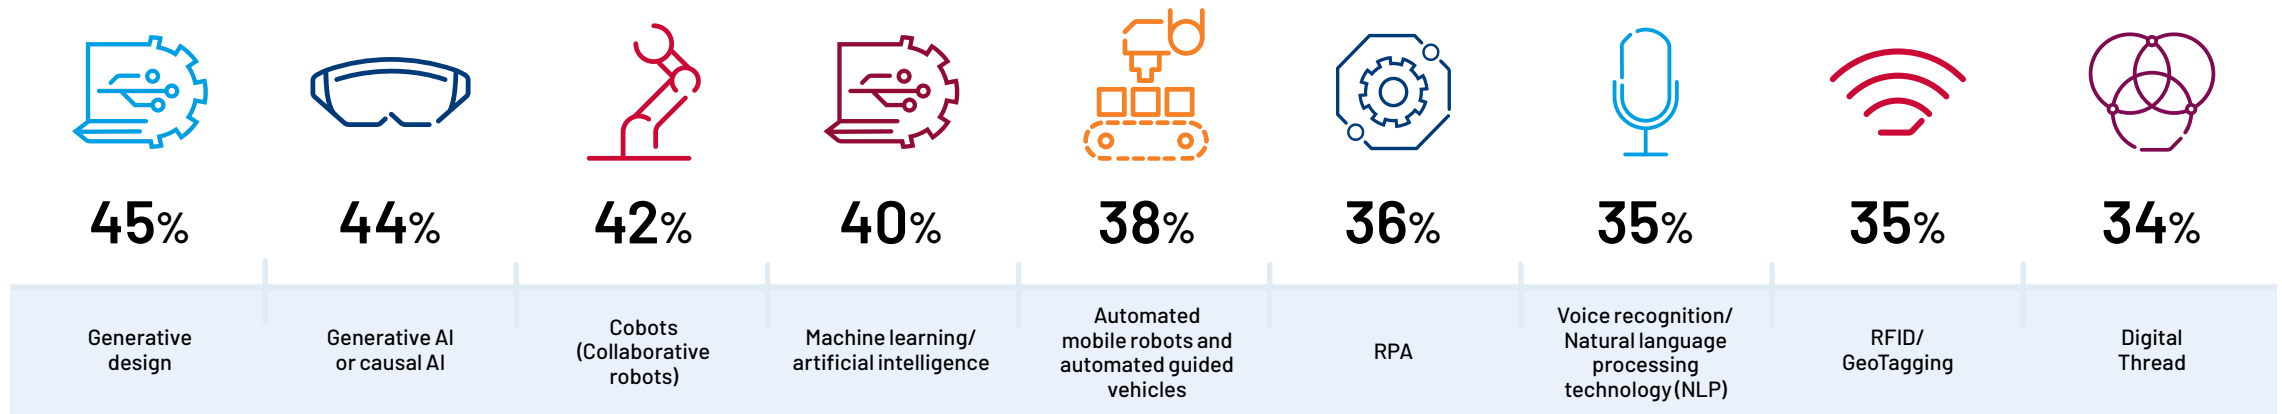 45%
44%
42%
40%
38%
36%
35%
35%
34%
Generative
design
Generative AI
or causal AI
Cobots
(Collaborative
robots)
Machine learning/
artificial intelligence
Automated
mobile robots and
automated guided
vehicles
RPA
Voice recognition/
Natural language
processing
technology (NLP)
RFID/
GeoTagging
Digital
Thread